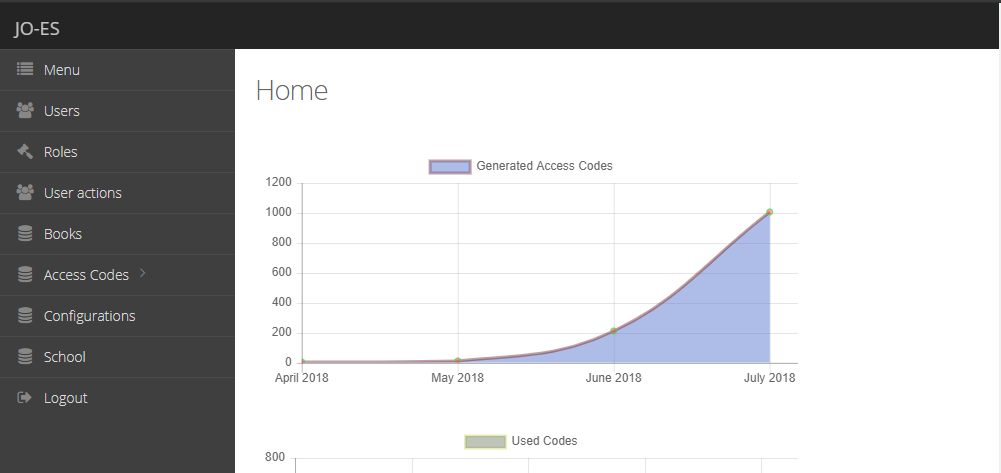 JO-ES
Menu
Users
Roles
User actions
Books
Access Codes
Configurations
School
Logout
Home
Generated Access Codes
1200
1000
800
600
400
200
0
April 2018 May 2018 June 2018 July 2018
Used Codes
800